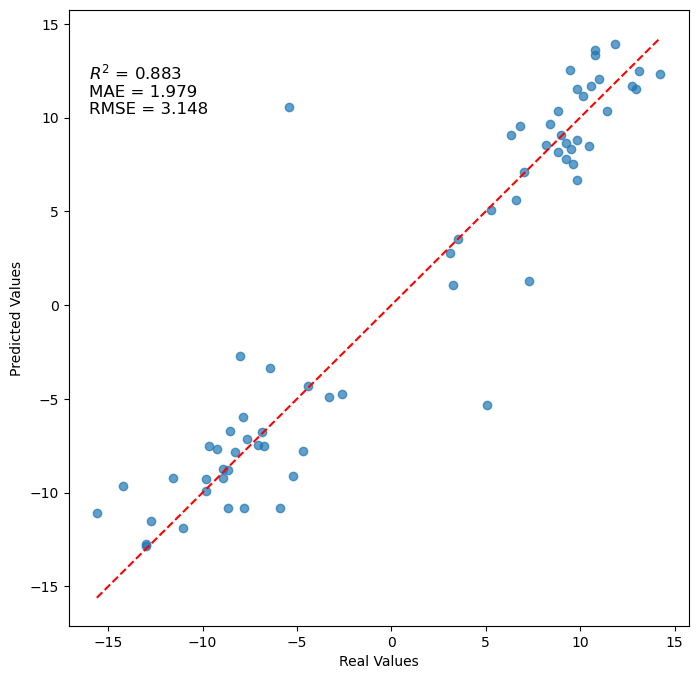 15
10
5
0
−5
−10
−15
Predicted Values
R² = 0.883
MAE = 1.979
RMSE = 3.148
−15 −10 −5 0 5 10 15
Real Values